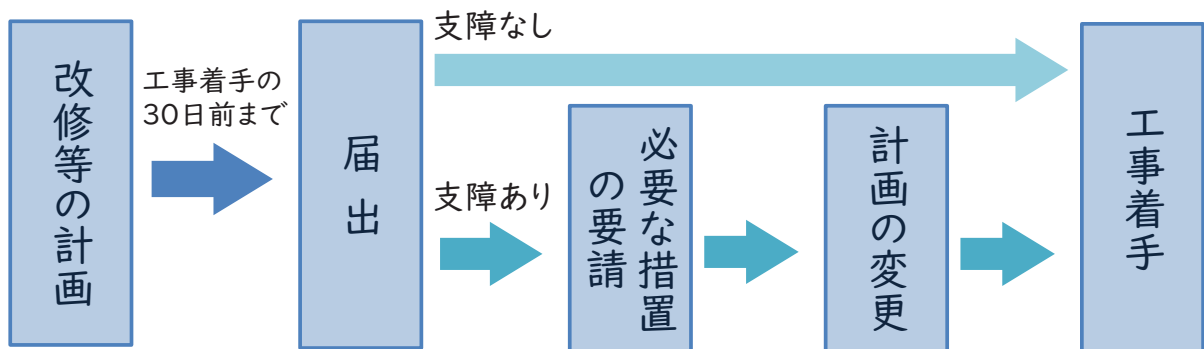 改修等の計画
工事着手の
30日前まで
届出
支障なし
支障あり
必要な措置
の要請
計画の変更
工事着手